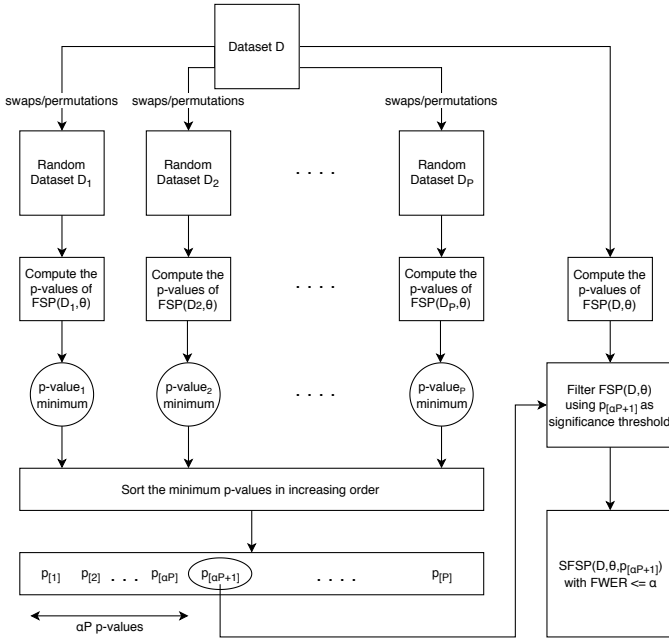 Dataset D
swaps/permutations
swaps/permutations
swaps/permutations
Random
Dataset D₁
Random
Dataset D₂
. . . .
Random
Dataset Dₚ
Compute the
p-values of
FSP(D₁,θ)
Compute the
p-values of
FSP(D2,θ)
. . . .
Compute the
p-values of
FSP(Dₚ,θ)
Compute the
p-values of
FSP(D,θ)
p-value₁
minimum
p-value₂
minimum
. . . .
p-valueₚ
minimum
Filter FSP(D,θ)
using p[αP+1] as
significance threshold
Sort the minimum p-values in increasing order
p[1] p[2] . . . p[αP] p[αP+1] . . . . p[P]
αP p-values
SFSP(D,θ,p[αP+1])
with FWER <= α